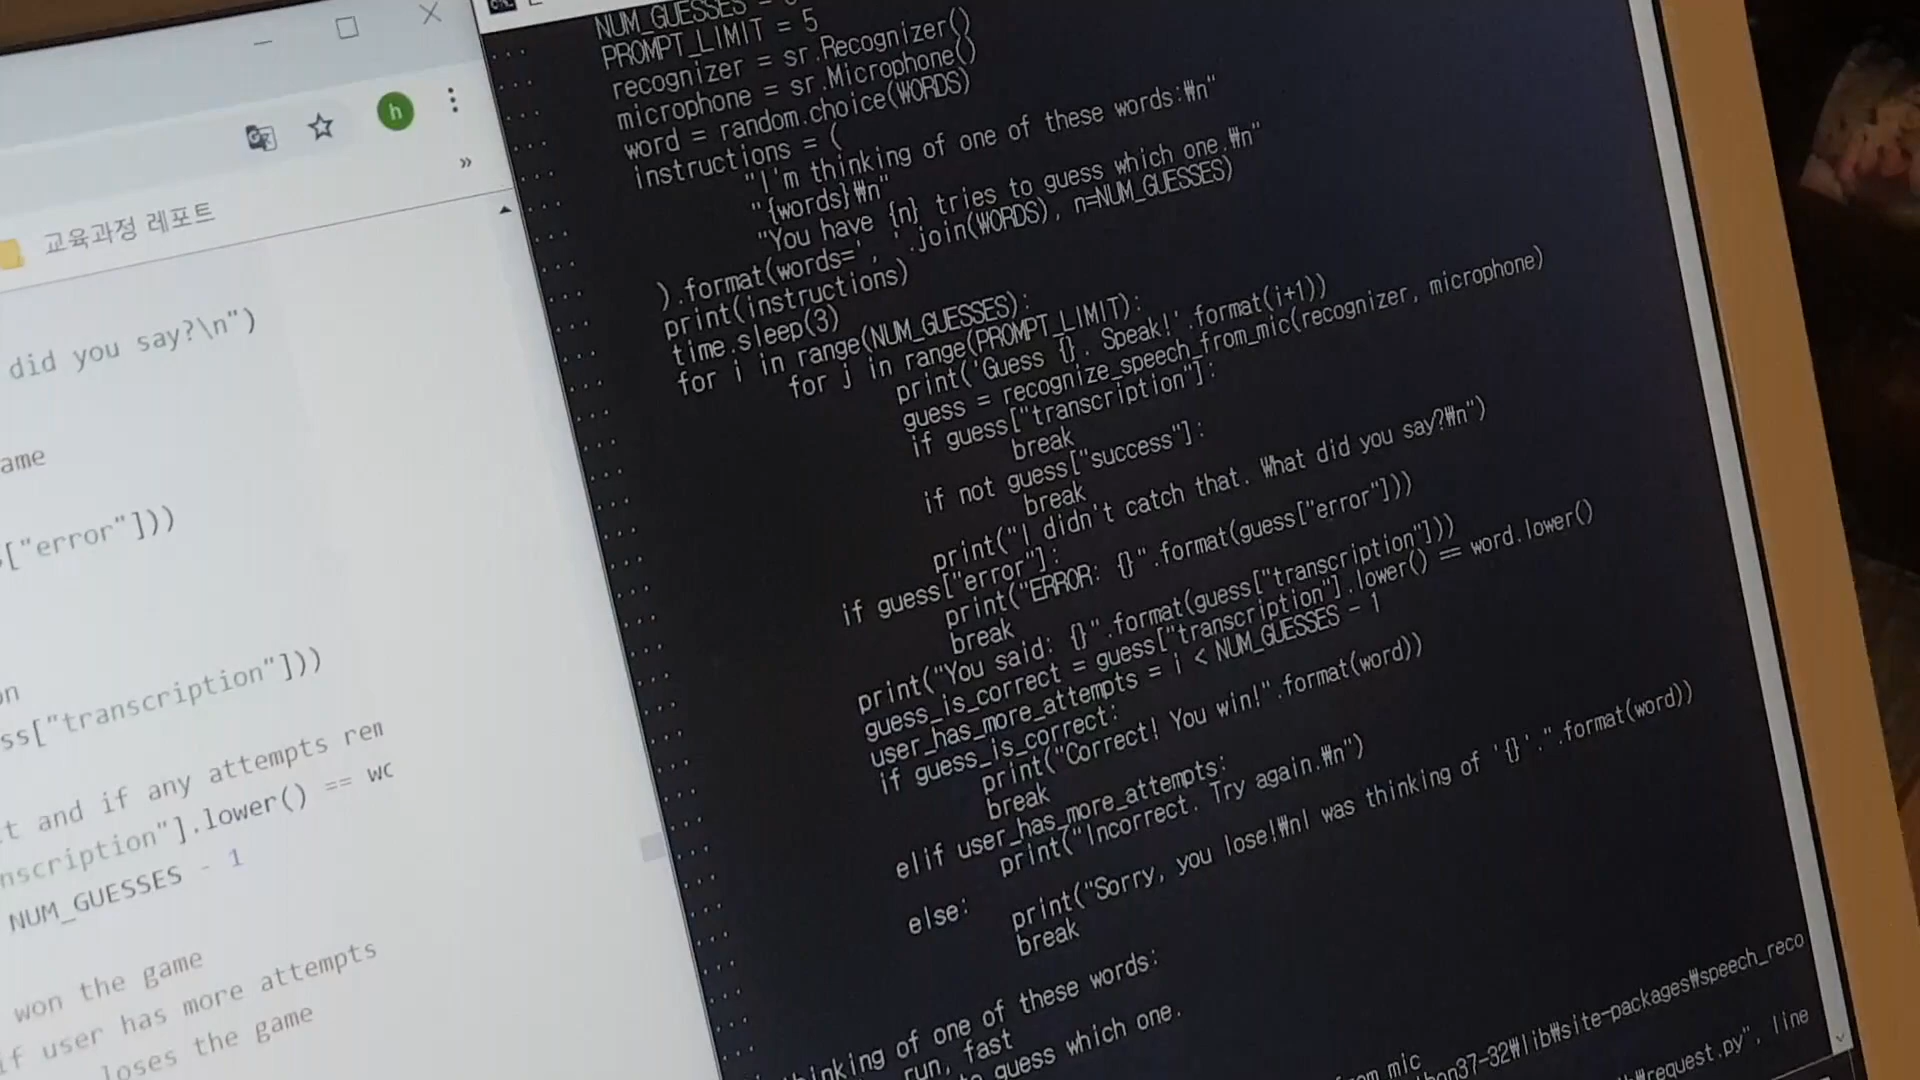 h
»
교육과정 레포트
did you say?\n")
ame
["error"]))
on
ss["transcription"]))
t and if any attempts rem
nscription"].lower() == wo
NUM_GUESSES - 1
won the game
if user has more attempts
loses the game
NUM_GUESSES =
... PROMPT_LIMIT = 5
... recognizer = sr.Recognizer()
... microphone = sr.Microphone()
... word = random.choice(WORDS)
... instructions = (
... "I'm thinking of one of these words:₩n"
... "{words}₩n"
... "You have {n} tries to guess which one.₩n"
... ).format(words=', '.join(WORDS), n=NUM_GUESSES)
... print(instructions)
... time.sleep(3)
... for i in range(NUM_GUESSES):
... for j in range(PROMPT_LIMIT):
... print('Guess {}. Speak!'.format(i+1))
... guess = recognize_speech_from_mic(recognizer, microphone)
... if guess["transcription"]:
... break
... if not guess["success"]:
... break
... print("I didn't catch that. What did you say?₩n")
... if guess["error"]:
... print("ERROR: {}".format(guess["error"]))
... break
... print("You said: {}".format(guess["transcription"]))
... guess_is_correct = guess["transcription"].lower() == word.lower()
... user_has_more_attempts = i < NUM_GUESSES - 1
... if guess_is_correct:
... print("Correct! You win!".format(word))
... break
... elif user_has_more_attempts:
... print("Incorrect. Try again.₩n")
... else:
... print("Sorry, you lose!₩nI was thinking of '{}'.".format(word))
... break
...
thinking of one of these words:
run, fast
guess which one.
from_mic
hon37-32₩lib₩site-packages₩speech_reco
₩request.py", line